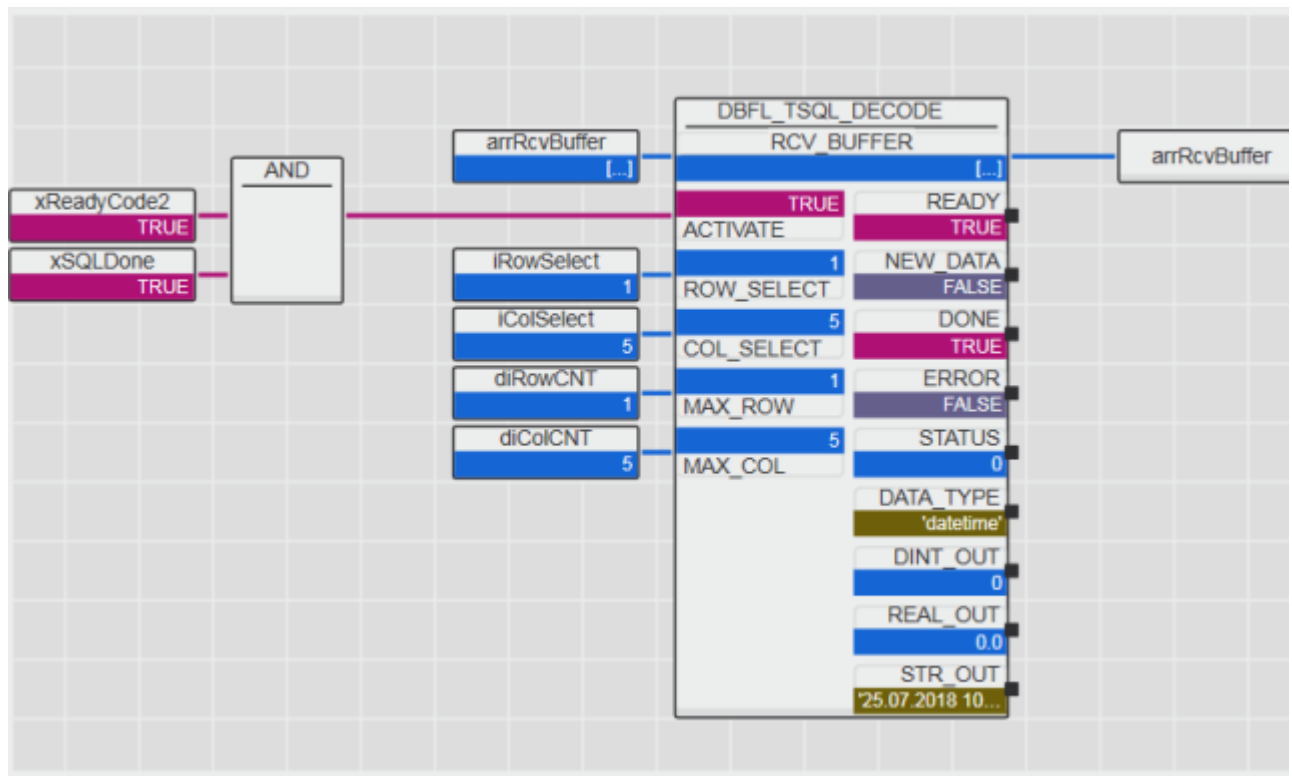 DBFL_TSQL_DECODE
arrRcvBuffer
[...]
RCV_BUFFER
[...]
arrRcvBuffer
AND
xReadyCode2
TRUE
xSQLDone
TRUE
TRUE
ACTIVATE
READY
TRUE
iRowSelect
1
1
ROW_SELECT
NEW_DATA
FALSE
iColSelect
5
5
COL_SELECT
DONE
TRUE
diRowCNT
1
1
MAX_ROW
ERROR
FALSE
diColCNT
5
5
MAX_COL
STATUS
0
DATA_TYPE
'datetime'
DINT_OUT
0
REAL_OUT
0.0
STR_OUT
'25.07.2018 10...